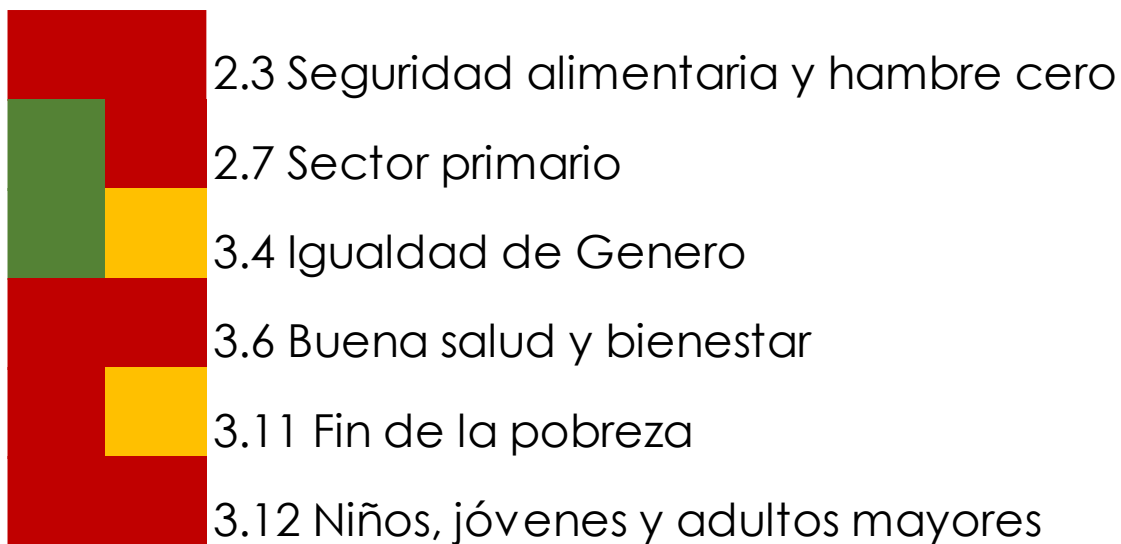 2.3 Seguridad alimentaria y hambre cero
2.7 Sector primario
3.4 Igualdad de Genero
3.6 Buena salud y bienestar
3.11 Fin de la pobreza
3.12 Niños, jóvenes y adultos mayores